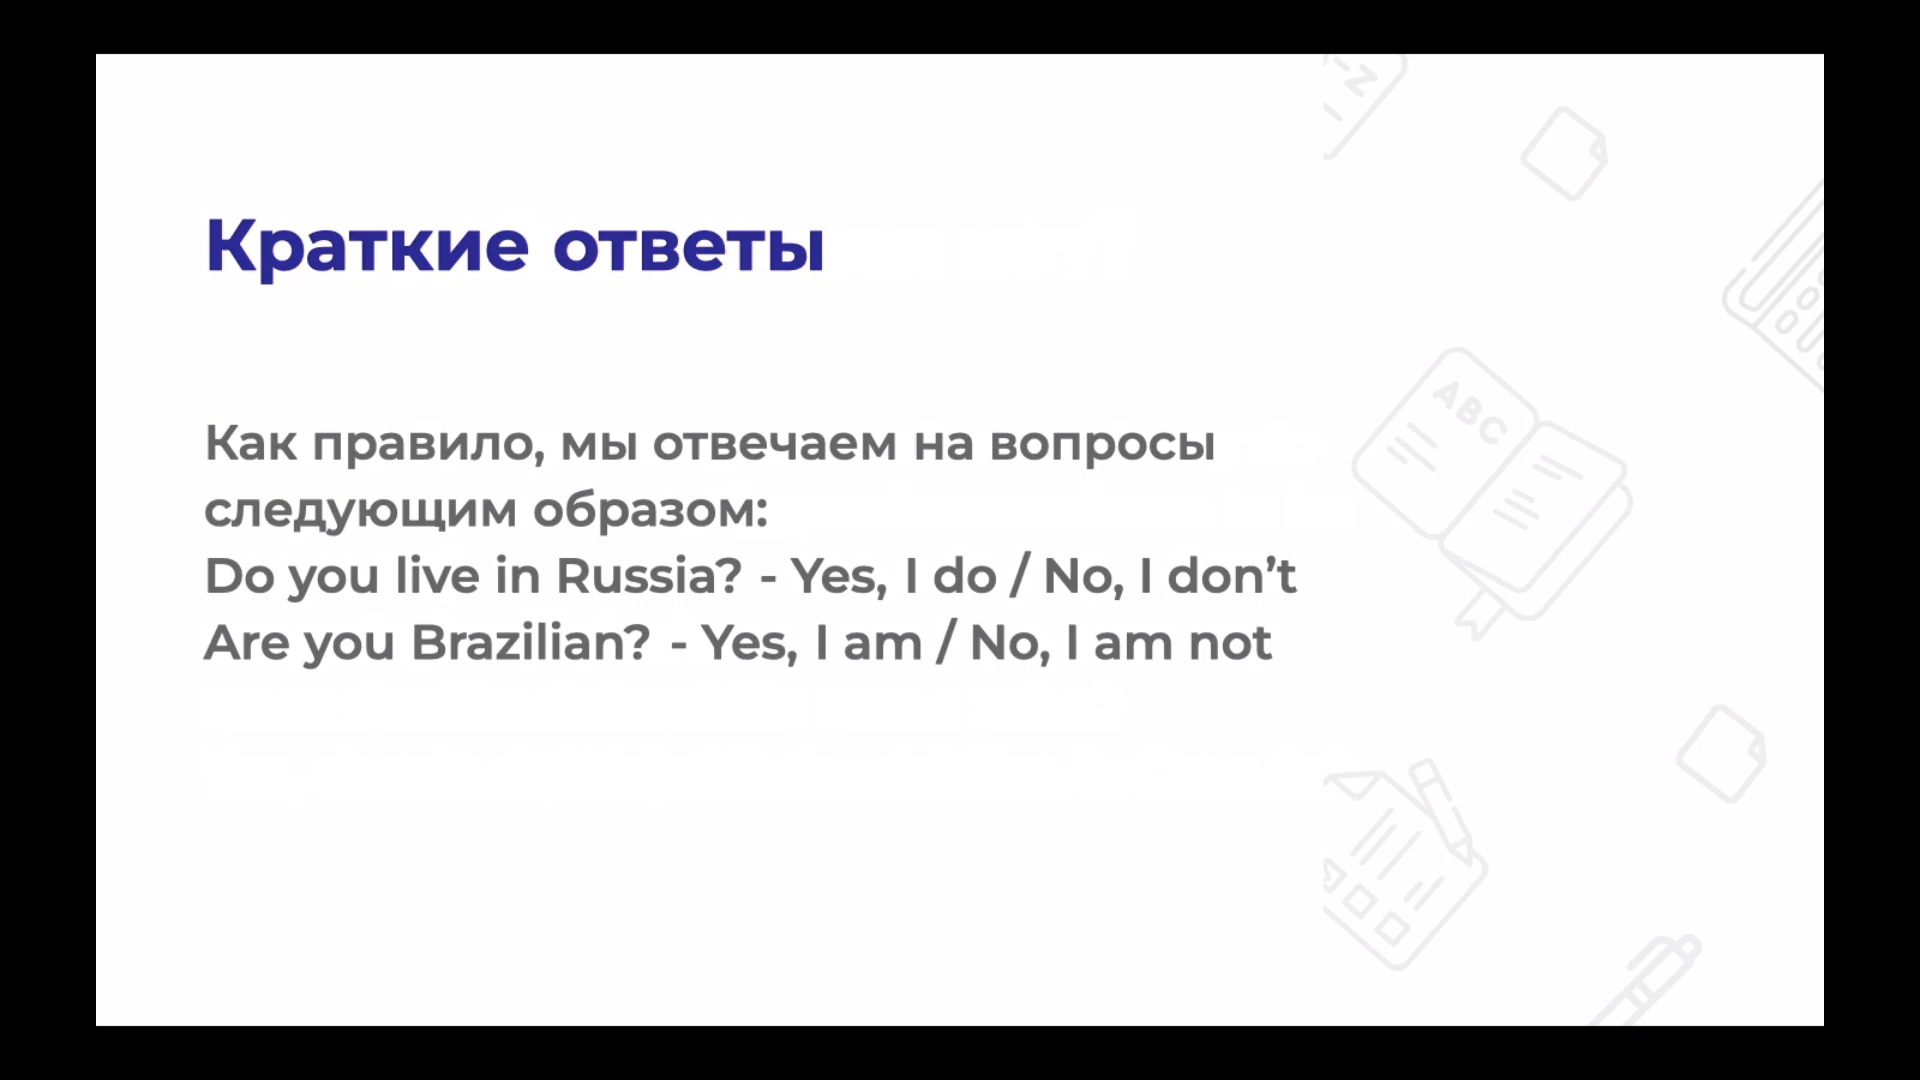 A-Z
Краткие ответы
ABC
Как правило, мы отвечаем на вопросы
следующим образом:
Do you live in Russia? - Yes, I do / No, I don’t
Are you Brazilian? - Yes, I am / No, I am not